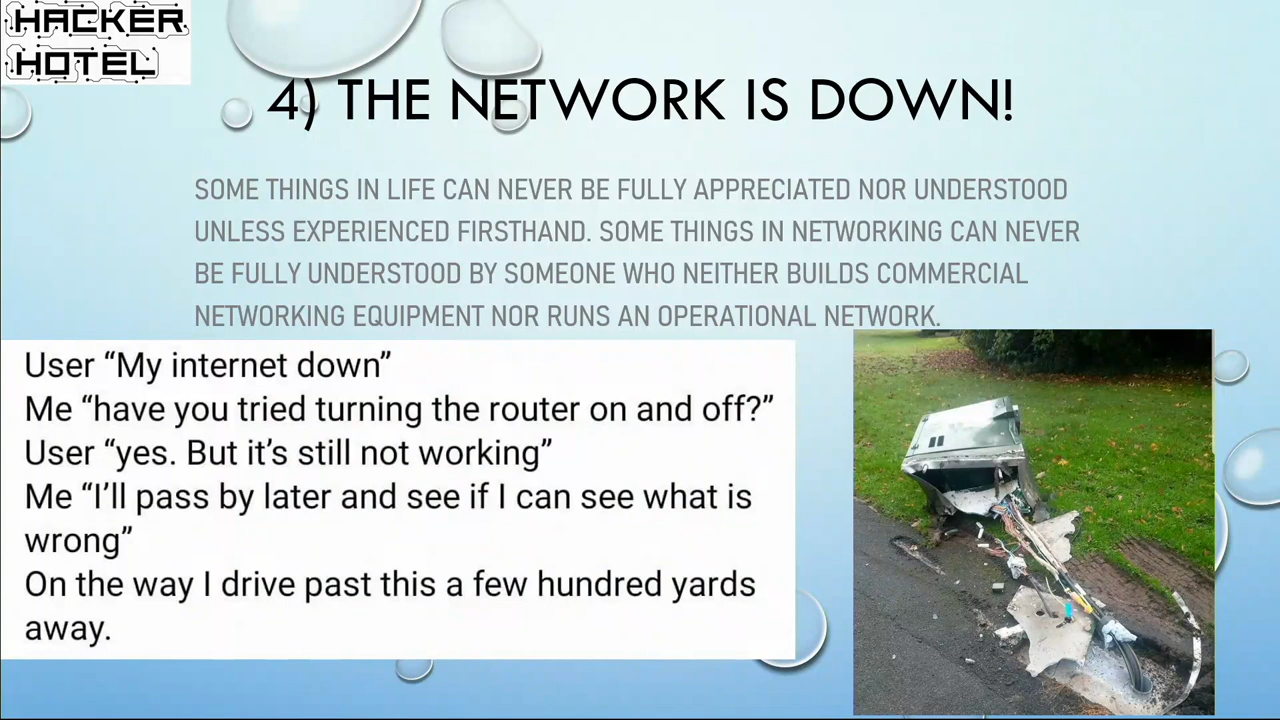 HACKER
HOTEL
4) THE NETWORK IS DOWN!
SOME THINGS IN LIFE CAN NEVER BE FULLY APPRECIATED NOR UNDERSTOOD
UNLESS EXPERIENCED FIRSTHAND. SOME THINGS IN NETWORKING CAN NEVER
BE FULLY UNDERSTOOD BY SOMEONE WHO NEITHER BUILDS COMMERCIAL
NETWORKING EQUIPMENT NOR RUNS AN OPERATIONAL NETWORK.
User “My internet down”
Me “have you tried turning the router on and off?”
User “yes. But it’s still not working”
Me “I’ll pass by later and see if I can see what is
wrong”
On the way I drive past this a few hundred yards
away.